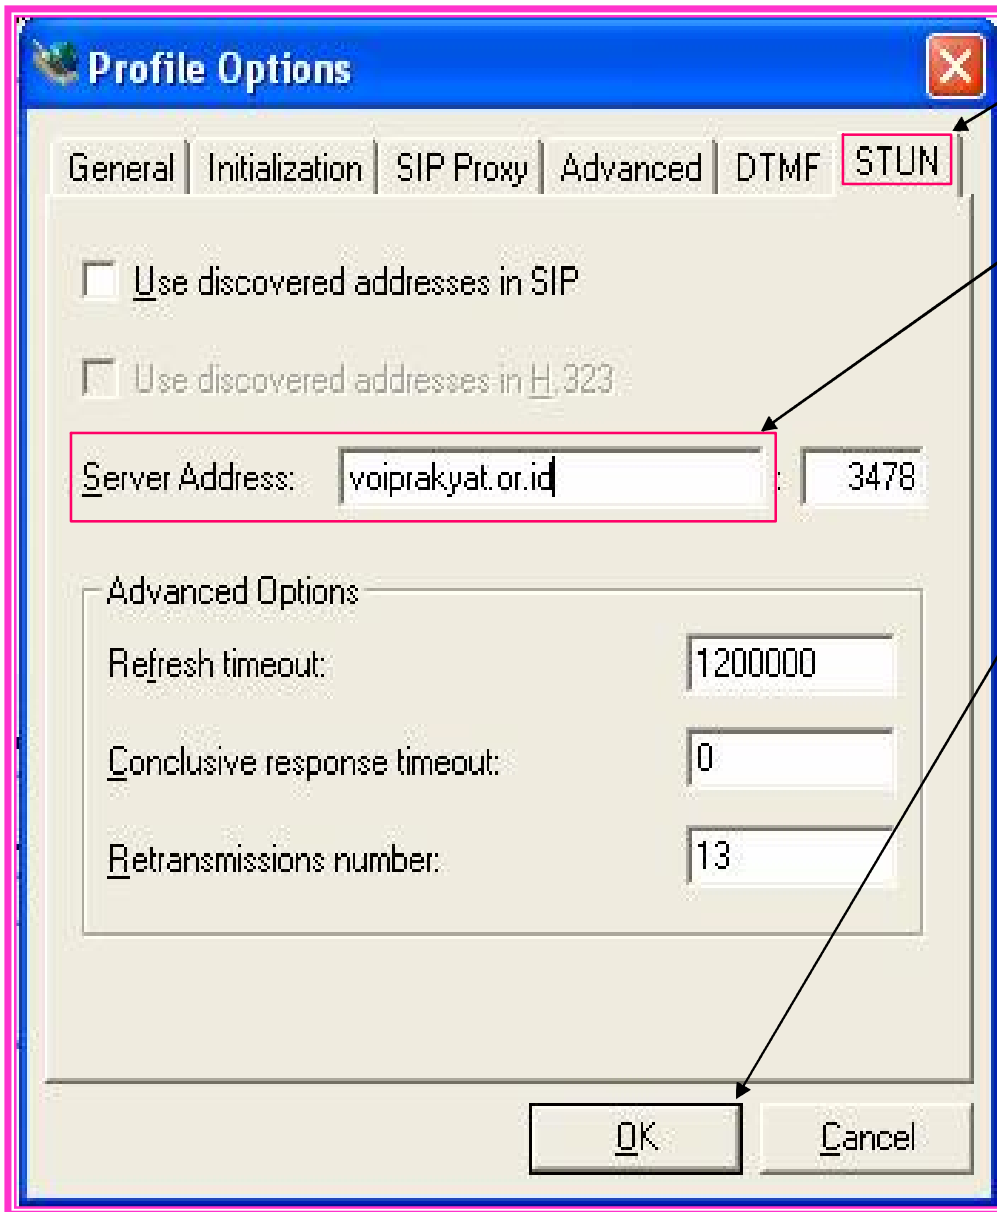 Profile Options
General Initialization SIP Proxy Advanced DTMF STUN
Use discovered addresses in SIP
Use discovered addresses in H.323
Server Address: voiprakyat.or.id : 3478
Advanced Options
Refresh timeout: 1200000
Conclusive response timeout: 0
Retransmissions number: 13
OK Cancel